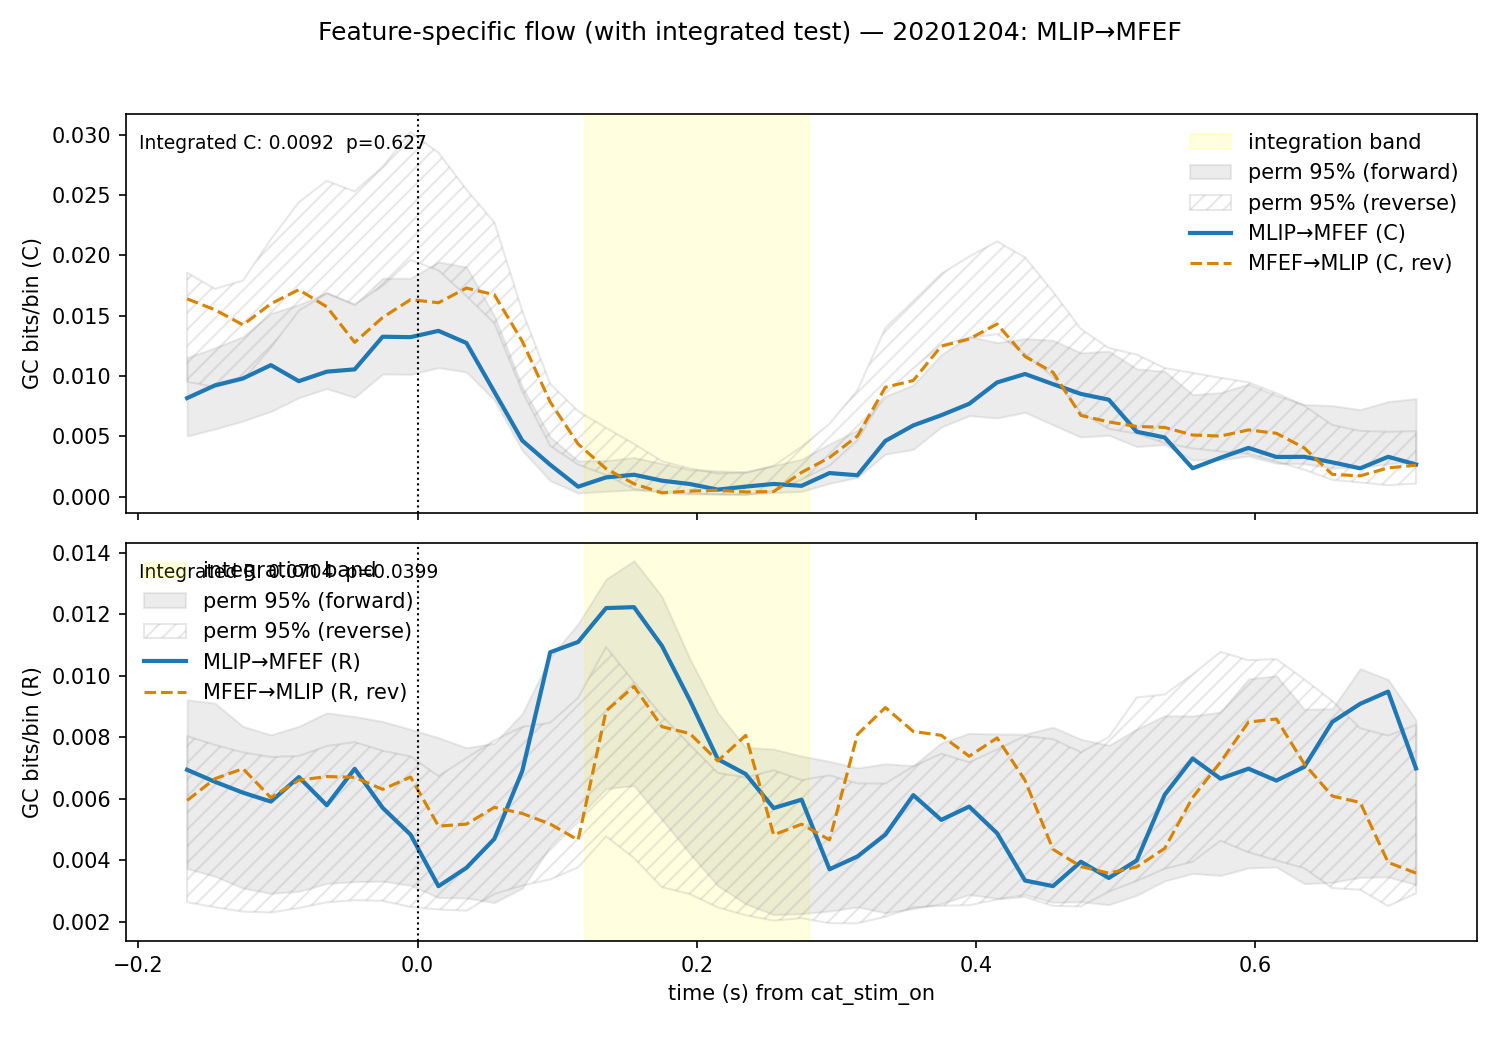 Feature-specific flow (with integrated test) — 20201204: MLIP→MFEF
Integrated C: 0.0092  p=0.627
integration band
perm 95% (forward)
perm 95% (reverse)
MLIP→MFEF (C)
MFEF→MLIP (C, rev)
GC bits/bin (C)
0.030
0.025
0.020
0.015
0.010
0.005
0.000
Integrated R: 0.0704  p=0.0399
integration band
perm 95% (forward)
perm 95% (reverse)
MLIP→MFEF (R)
MFEF→MLIP (R, rev)
GC bits/bin (R)
0.014
0.012
0.010
0.008
0.006
0.004
0.002
−0.2
0.0
0.2
0.4
0.6
time (s) from cat_stim_on